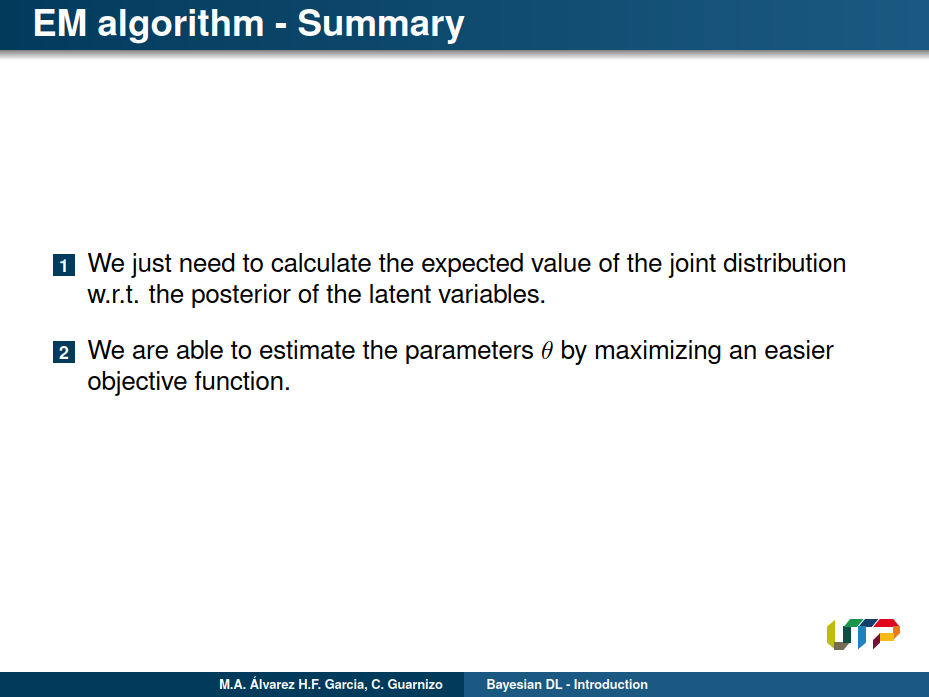 EM algorithm - Summary
1 We just need to calculate the expected value of the joint distribution
w.r.t. the posterior of the latent variables.
2 We are able to estimate the parameters θ by maximizing an easier
objective function.
UTP
M.A. Álvarez H.F. Garcia, C. Guarnizo Bayesian DL - Introduction